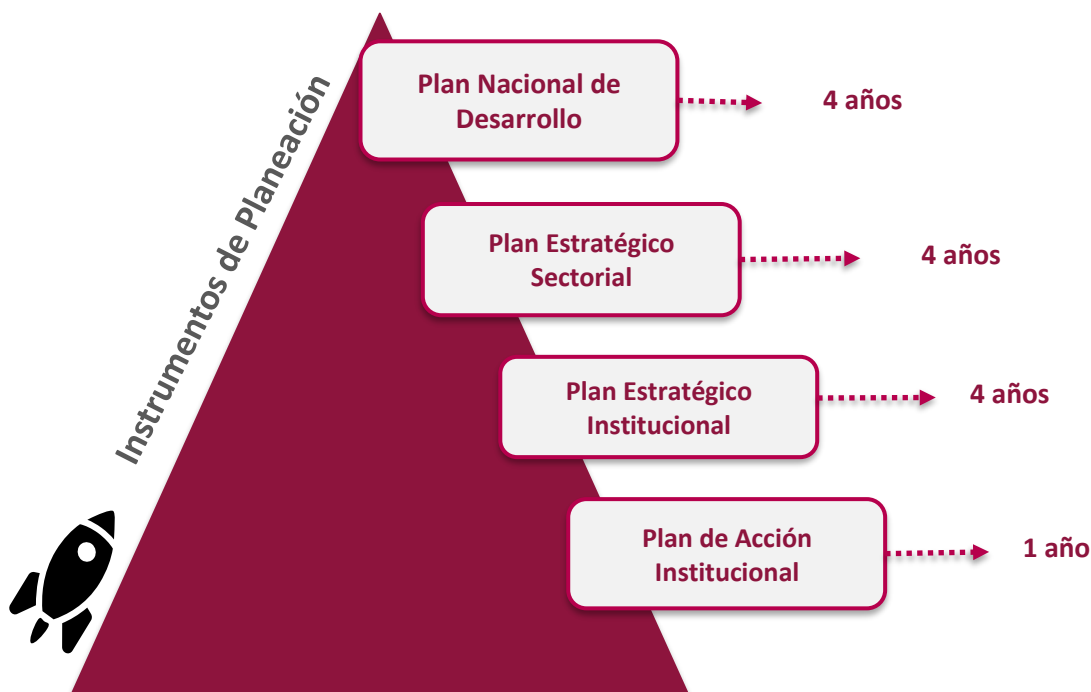 Instrumentos de Planeación
Plan Nacional de
Desarrollo
4 años
Plan Estratégico
Sectorial
4 años
Plan Estratégico
Institucional
4 años
Plan de Acción
Institucional
1 año